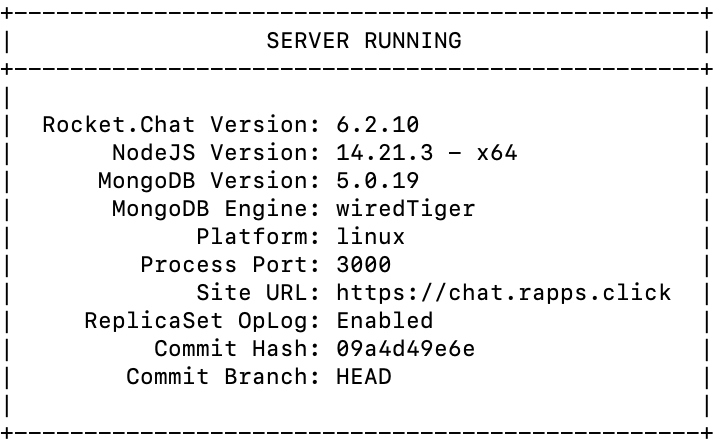 +--------------------------------------------------+
|                  SERVER RUNNING                  |
+--------------------------------------------------+
|                                                  |
|  Rocket.Chat Version: 6.2.10                     |
|       NodeJS Version: 14.21.3 - x64              |
|      MongoDB Version: 5.0.19                     |
|       MongoDB Engine: wiredTiger                 |
|             Platform: linux                      |
|         Process Port: 3000                       |
|             Site URL: https://chat.rapps.click   |
|     ReplicaSet OpLog: Enabled                    |
|          Commit Hash: 09a4d49e6e                 |
|        Commit Branch: HEAD                       |
|                                                  |
+--------------------------------------------------+